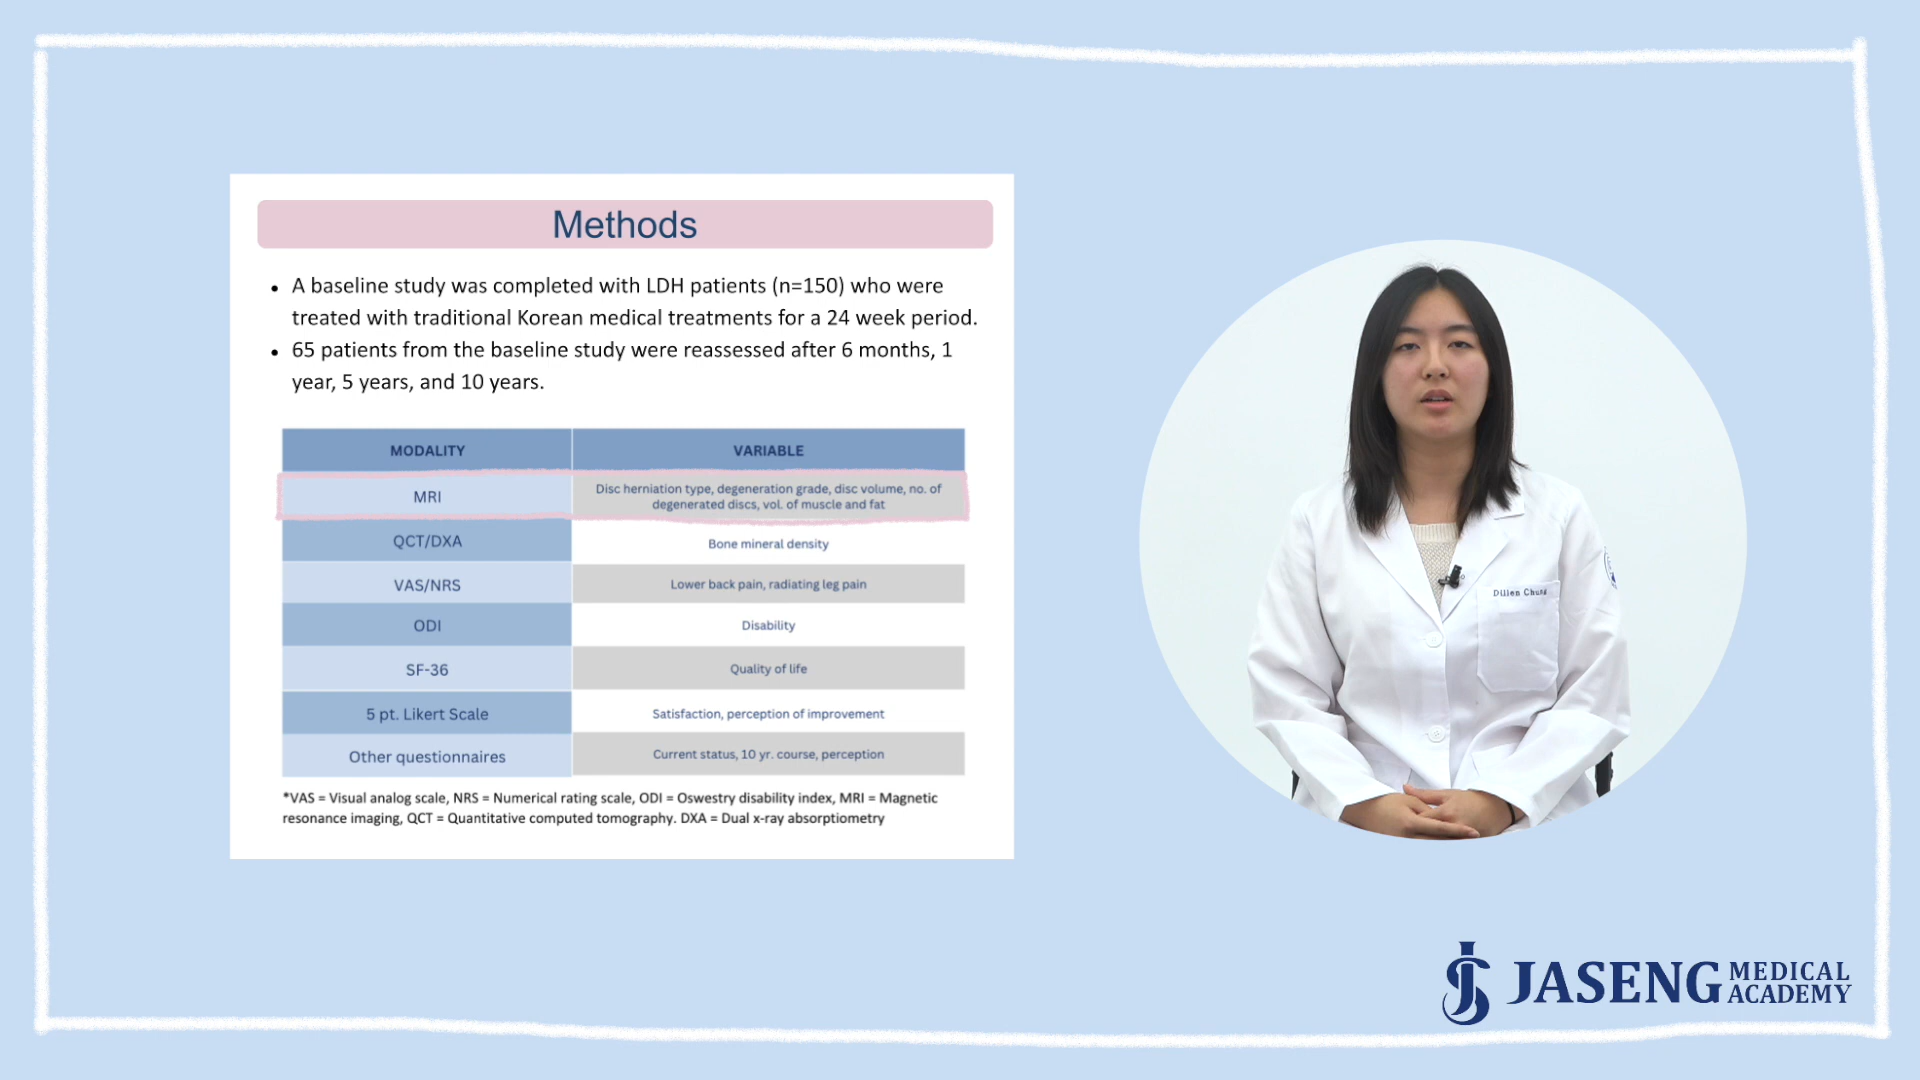 Methods
• A baseline study was completed with LDH patients (n=150) who were
treated with traditional Korean medical treatments for a 24 week period.
• 65 patients from the baseline study were reassessed after 6 months, 1
year, 5 years, and 10 years.
MODALITY VARIABLE
MRI Disc herniation type, degeneration grade, disc volume, no. of
degenerated discs, vol. of muscle and fat
QCT/DXA Bone mineral density
VAS/NRS Lower back pain, radiating leg pain
ODI Disability
SF-36 Quality of life
5 pt. Likert Scale Satisfaction, perception of improvement
Other questionnaires Current status, 10 yr. course, perception
*VAS = Visual analog scale, NRS = Numerical rating scale, ODI = Oswestry disability index, MRI = Magnetic
resonance imaging, QCT = Quantitative computed tomography. DXA = Dual x-ray absorptiometry
Dillen Chung
JASENG MEDICAL
ACADEMY